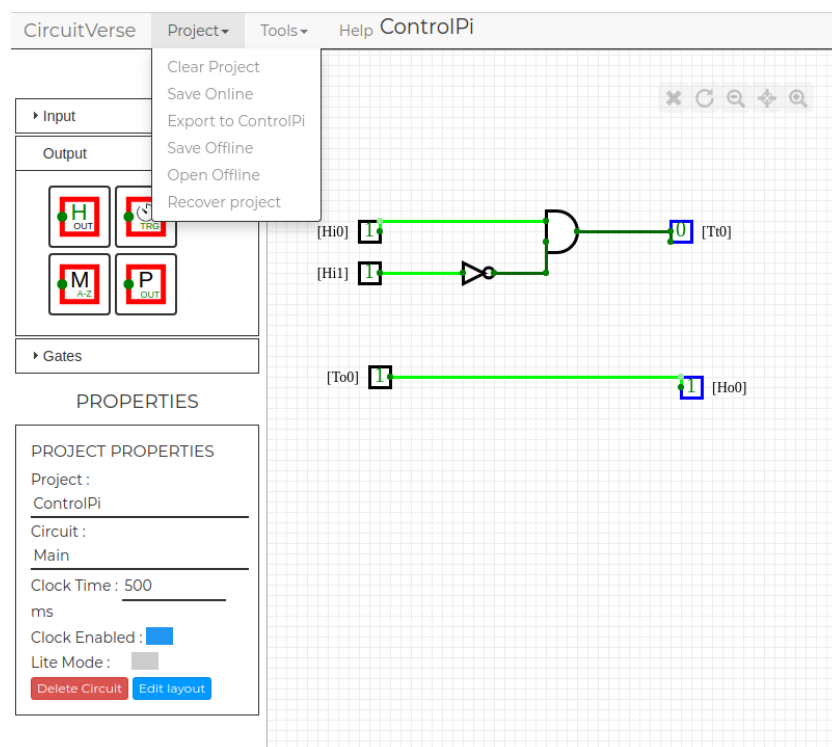 CircuitVerse Project Tools Help ControlPi
Clear Project
Save Online
Export to ControlPi
Save Offline
Open Offline
Recover project
Input
Output
H
OUT
TRG
M
A-Z
P
OUT
Gates
PROPERTIES
PROJECT PROPERTIES
Project :
ControlPi
Circuit :
Main
Clock Time : 500
ms
Clock Enabled :
Lite Mode :
Delete Circuit Edit layout
[Hi0] 1 0 [Tt0]
[Hi1] 1
[To0] 1 1 [Ho0]